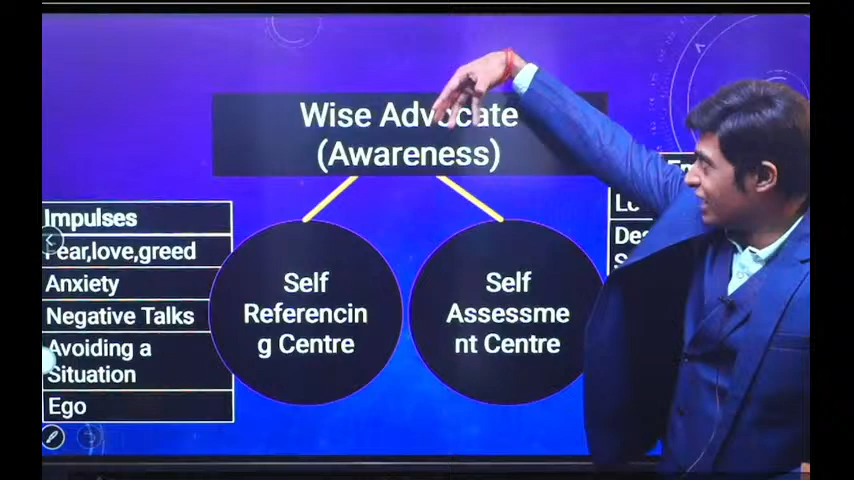 Wise Advocate
(Awareness)
Impulses
Fear,love,greed
Anxiety
Negative Talks
Avoiding a
Situation
Ego
Self
Referencin
g Centre
Self
Assessme
nt Centre